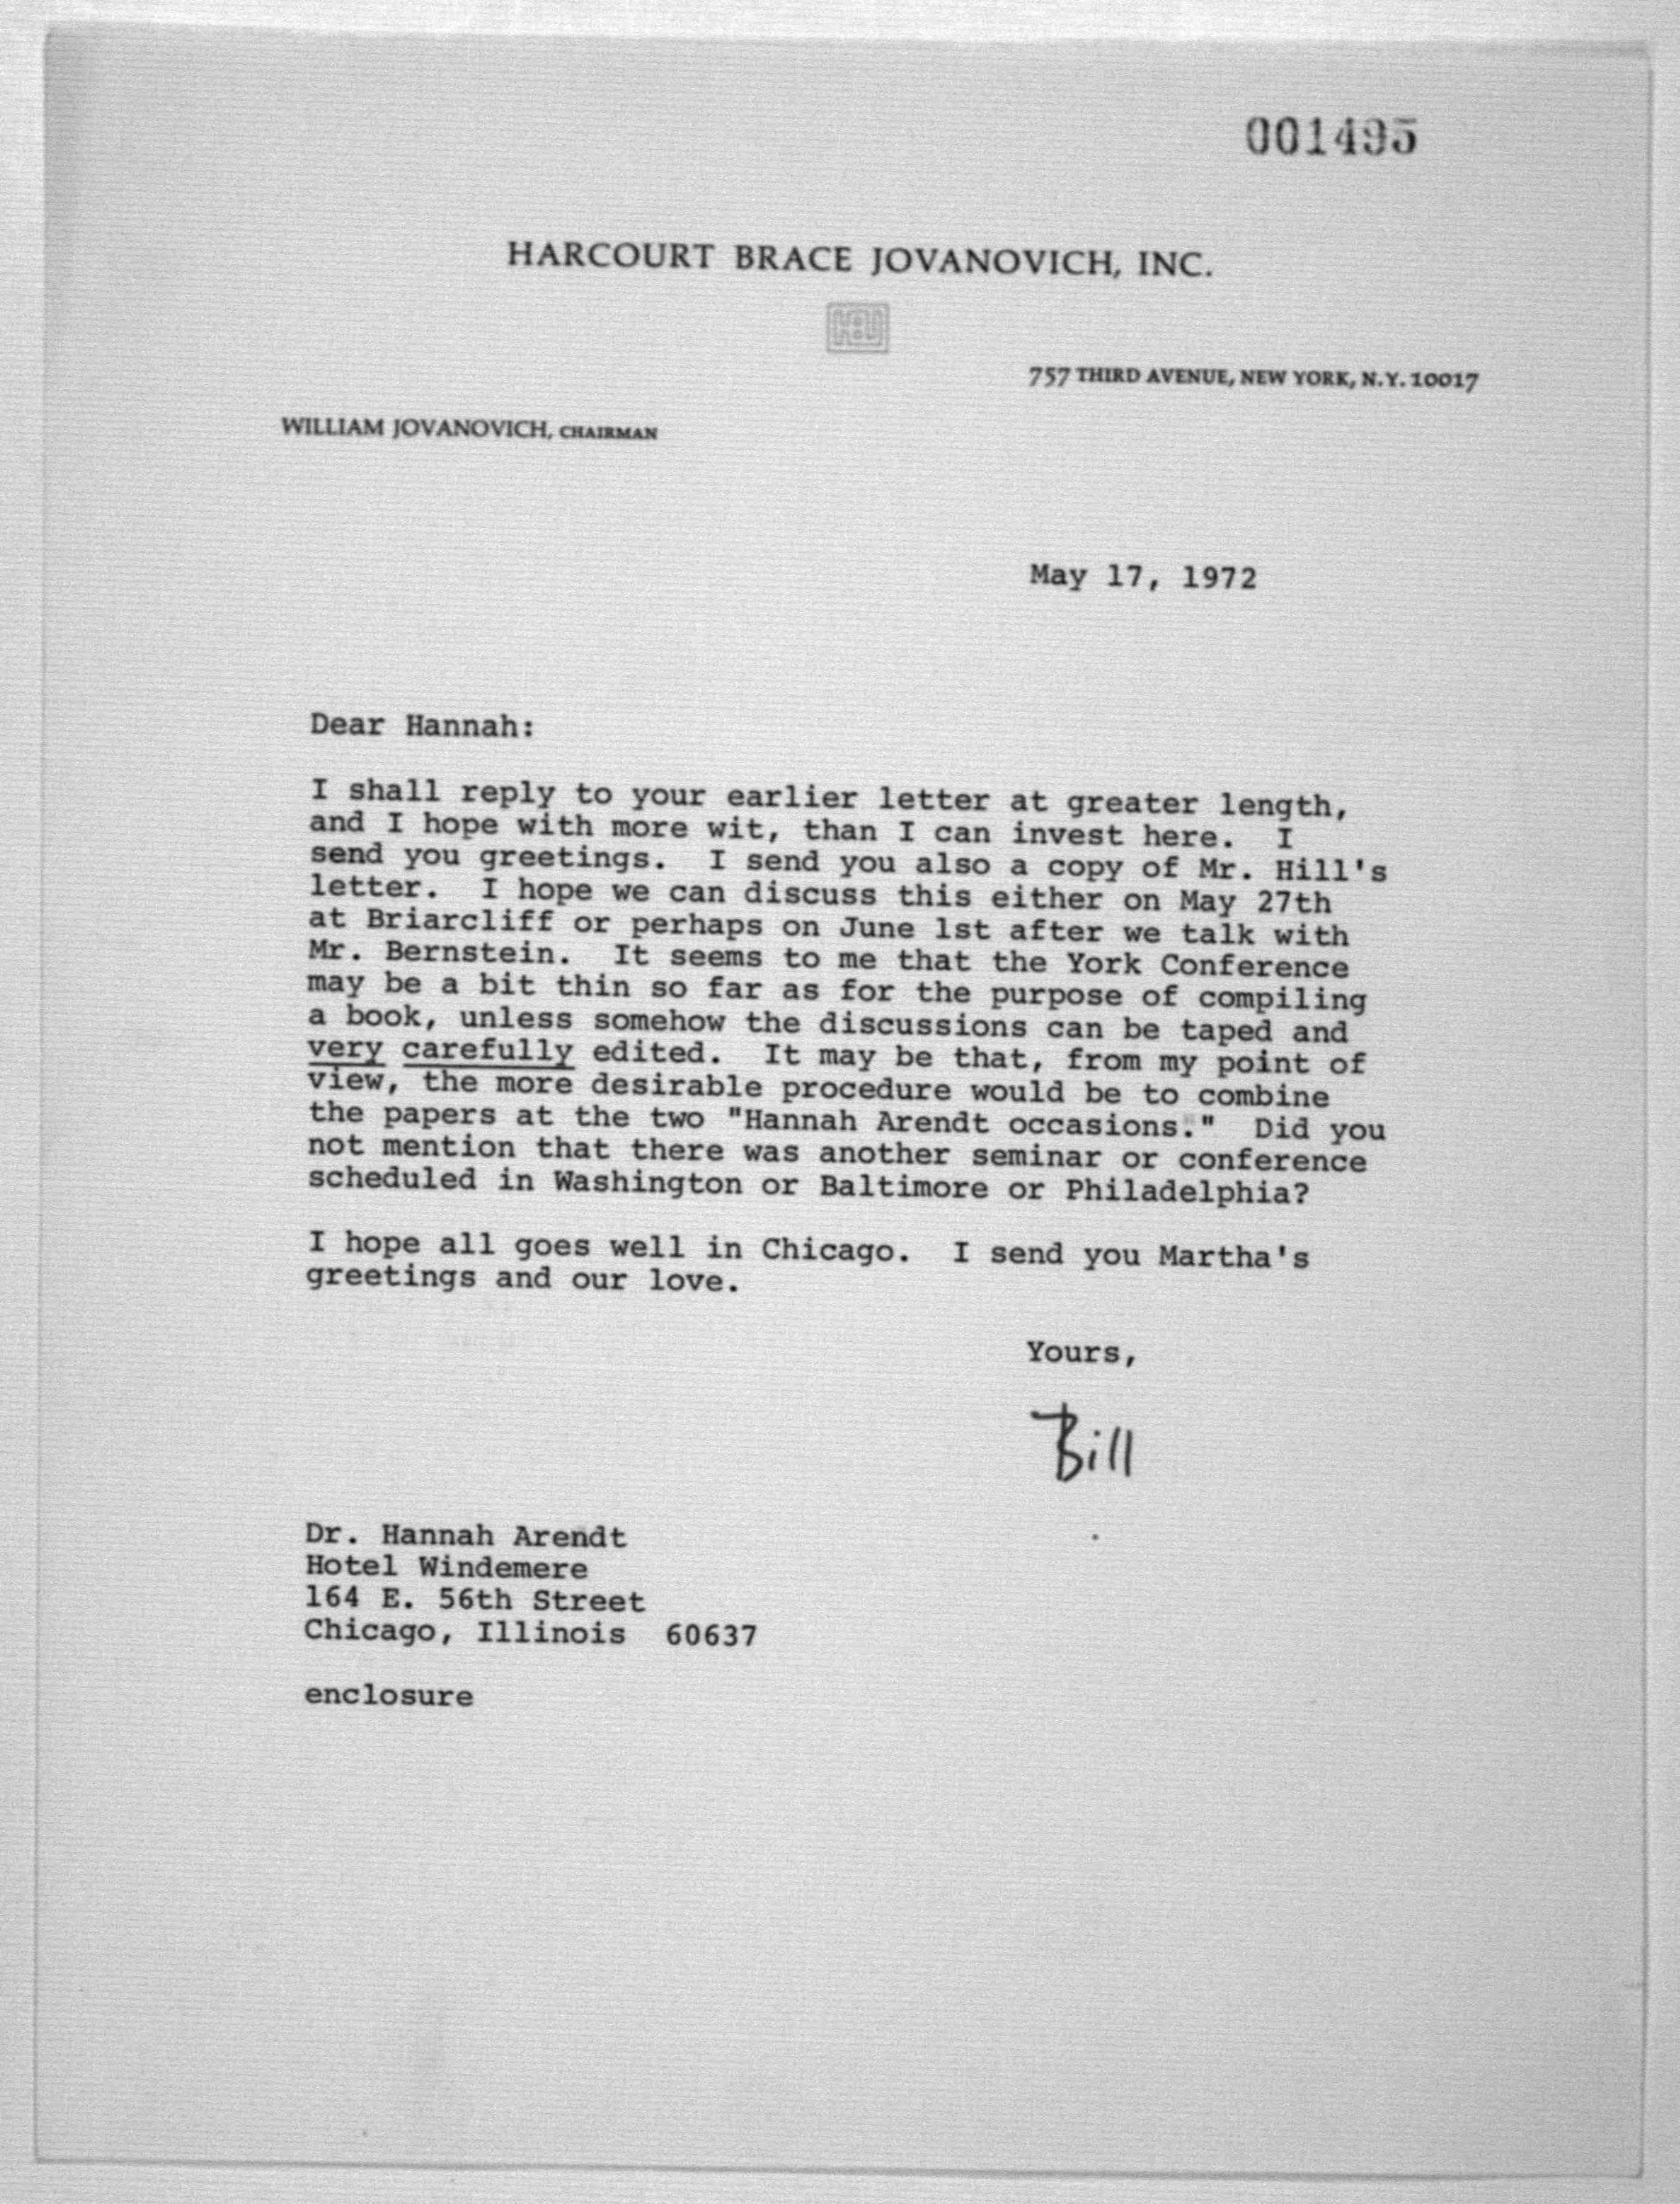 001495
HARCOURT BRACE JOVANOVICH, INC.
HBJ
757 THIRD AVENUE, NEW YORK, N.Y. 10017
WILLIAM JOVANOVICH, CHAIRMAN
May 17, 1972
Dear Hannah:
I shall reply to your earlier letter at greater length,
and I hope with more wit, than I can invest here. I
send you greetings. I send you also a copy of Mr. Hill's
letter. I hope we can discuss this either on May 27th
at Briarcliff or perhaps on June 1st after we talk with
Mr. Bernstein. It seems to me that the York Conference
may be a bit thin so far as for the purpose of compiling
a book, unless somehow the discussions can be taped and
very carefully edited. It may be that, from my point of
view, the more desirable procedure would be to combine
the papers at the two "Hannah Arendt occasions." Did you
not mention that there was another seminar or conference
scheduled in Washington or Baltimore or Philadelphia?
I hope all goes well in Chicago. I send you Martha's
greetings and our love.
Yours,
Bill
Dr. Hannah Arendt
Hotel Windemere
164 E. 56th Street
Chicago, Illinois 60637
enclosure